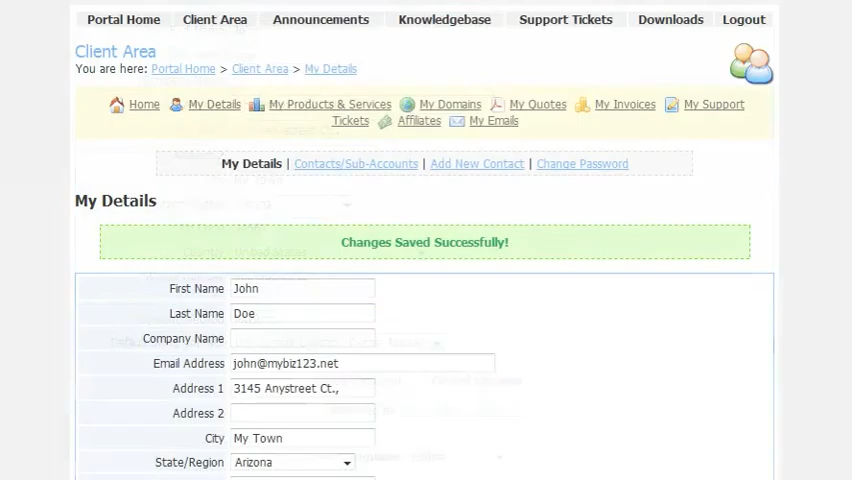 Portal Home Client Area Announcements Knowledgebase Support Tickets Downloads Logout
Client Area
You are here: Portal Home > Client Area > My Details
Home My Details My Products & Services My Domains My Quotes My Invoices My Support
Tickets Affiliates My Emails
My Details | Contacts/Sub-Accounts | Add New Contact | Change Password
My Details
Changes Saved Successfully!
First Name John
Last Name Doe
Company Name
Email Address john@mybiz123.net
Address 1 3145 Anystreet Ct.,
Address 2
City My Town
State/Region Arizona